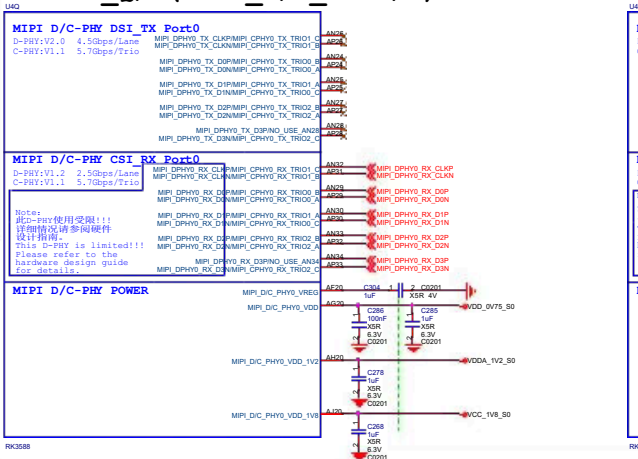 U4Q
MIPI D/C-PHY DSI_TX Port0
D-PHY:V2.0 4.5Gbps/Lane
C-PHY:V1.1 5.7Gbps/Trio
MIPI_DPHY0_TX_CLKP/MIPI_CPHY0_TX_TRIO1_C
MIPI_DPHY0_TX_CLKN/MIPI_CPHY0_TX_TRIO1_B
MIPI_DPHY0_TX_D0P/MIPI_CPHY0_TX_TRIO0_B
MIPI_DPHY0_TX_D0N/MIPI_CPHY0_TX_TRIO0_A
MIPI_DPHY0_TX_D1P/MIPI_CPHY0_TX_TRIO1_A
MIPI_DPHY0_TX_D1N/MIPI_CPHY0_TX_TRIO0_C
MIPI_DPHY0_TX_D2P/MIPI_CPHY0_TX_TRIO2_B
MIPI_DPHY0_TX_D2N/MIPI_CPHY0_TX_TRIO2_A
MIPI_DPHY0_TX_D3P/NO_USE_AN28
MIPI_DPHY0_TX_D3N/MIPI_CPHY0_TX_TRIO2_C
MIPI D/C-PHY CSI_RX Port0
D-PHY:V1.2 2.5Gbps/Lane
C-PHY:V1.1 5.7Gbps/Trio
MIPI_DPHY0_RX_CLKP/MIPI_CPHY0_RX_TRIO1_C
MIPI_DPHY0_RX_CLKN/MIPI_CPHY0_RX_TRIO1_B
MIPI_DPHY0_RX_D0P/MIPI_CPHY0_RX_TRIO0_B
MIPI_DPHY0_RX_D0N/MIPI_CPHY0_RX_TRIO0_A
MIPI_DPHY0_RX_D1P/MIPI_CPHY0_RX_TRIO1_A
MIPI_DPHY0_RX_D1N/MIPI_CPHY0_RX_TRIO0_C
MIPI_DPHY0_RX_D2P/MIPI_CPHY0_RX_TRIO2_B
MIPI_DPHY0_RX_D2N/MIPI_CPHY0_RX_TRIO2_A
MIPI_DPHY0_RX_D3P/NO_USE_AN34
MIPI_DPHY0_RX_D3N/MIPI_CPHY0_RX_TRIO2_C
AN32
AP31
AN29
AP29
AN30
AP30
AN33
AP32
AN34
AP33
MIPI_DPHY0_RX_CLKP
MIPI_DPHY0_RX_CLKN
MIPI_DPHY0_RX_D0P
MIPI_DPHY0_RX_D0N
MIPI_DPHY0_RX_D1P
MIPI_DPHY0_RX_D1N
MIPI_DPHY0_RX_D2P
MIPI_DPHY0_RX_D2N
MIPI_DPHY0_RX_D3P
MIPI_DPHY0_RX_D3N
Note:
此D-PHY使用受限!!!
详细情况请参阅硬件
设计指南。
This D-PHY is limited!!!
Please refer to the
hardware design guide
for details.
MIPI D/C-PHY POWER
MIPI_D/C_PHY0_VREG
AF20
C304 1 2 C0201
1uF X5R 4V
MIPI_D/C_PHY0_VDD
AG20
VDD_0V75_S0
C286
100nF
X5R
6.3V
C0201
C285
1uF
X5R
6.3V
C0201
MIPI_D/C_PHY0_VDD_1V2
AH20
VDDA_1V2_S0
C278
1uF
X5R
6.3V
C0201
MIPI_D/C_PHY0_VDD_1V8
AJ20
VCC_1V8_S0
C268
1uF
X5R
6.3V
C0201
RK3588